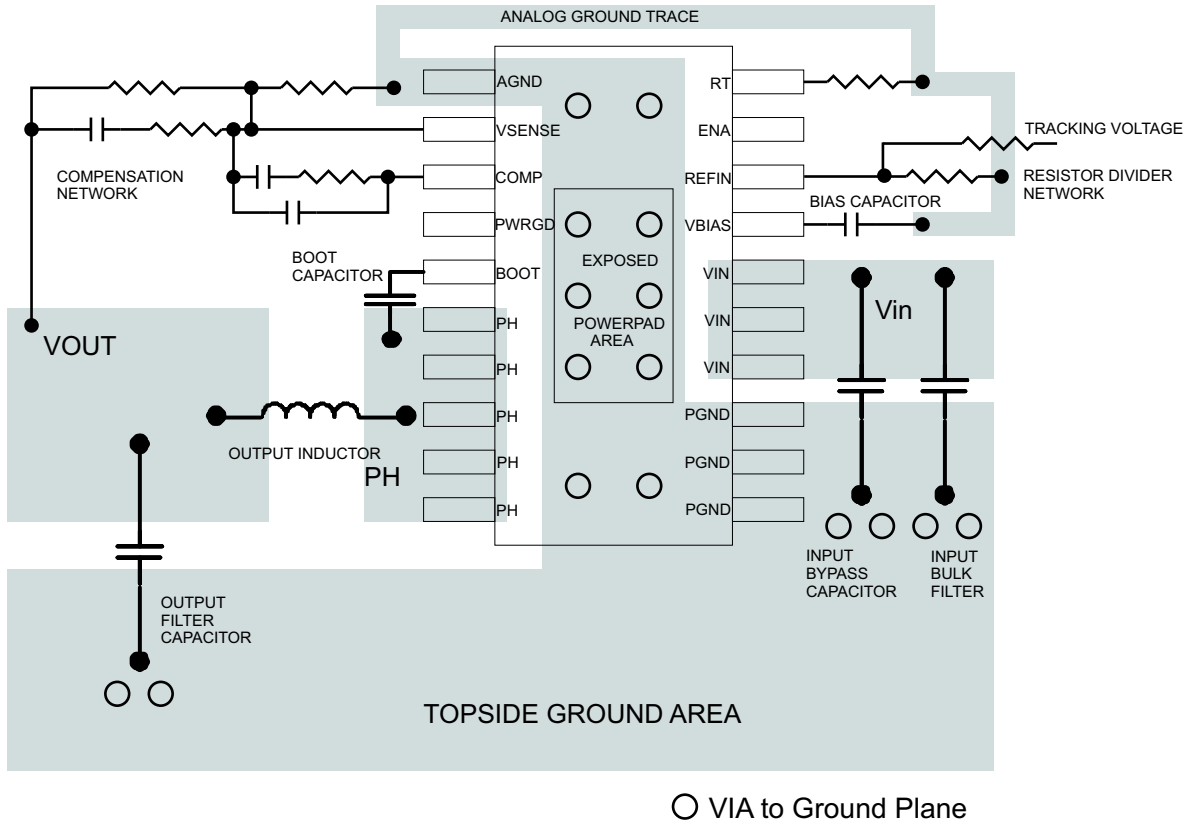 ANALOG GROUND TRACE
AGND
RT
VSENSE
ENA
TRACKING VOLTAGE
COMPENSATION
NETWORK
COMP
REFIN
RESISTOR DIVIDER
NETWORK
BIAS CAPACITOR
PWRGD
VBIAS
BOOT
CAPACITOR
BOOT
EXPOSED
POWERPAD
AREA
VIN
Vin
PH
VIN
VOUT
PH
VIN
PH
PGND
OUTPUT INDUCTOR
PH
PH
PGND
PH
PGND
INPUT
BYPASS
CAPACITOR
INPUT
BULK
FILTER
OUTPUT
FILTER
CAPACITOR
TOPSIDE GROUND AREA
VIA to Ground Plane